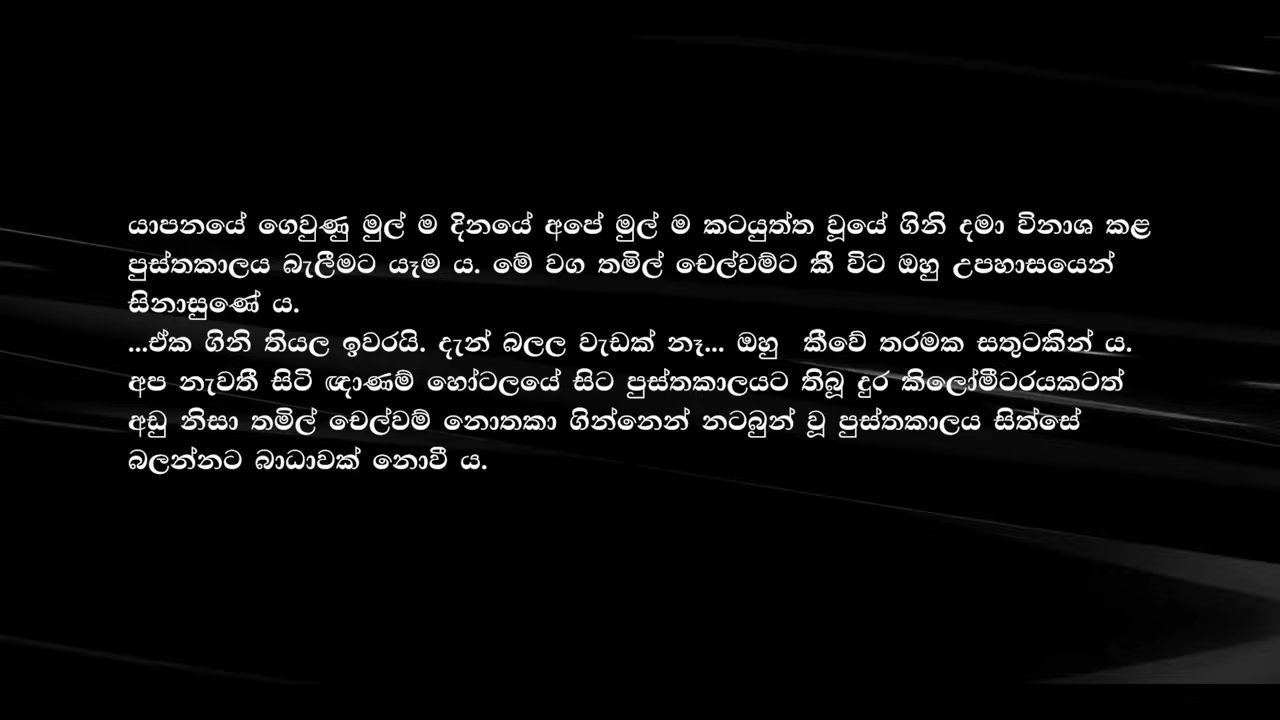 යාපනයේ ගෙවුණු මුල් ම දිනයේ අපේ මුල් ම කටයුත්ත වූයේ ගිනි දමා විනාශ කළ
පුස්තකාලය බැලීමට යෑම ය. මේ වග තමිල් චෙල්වම්ට කී විට ඔහු උපහාසයෙන්
සිනාසුණේ ය.
...ඒක ගිනි තියල ඉවරයි. දැන් බලල වැඩක් නෑ... ඔහු කීවේ තරමක සතුටකින් ය.
අප නැවතී සිටි ඥාණම් හෝටලයේ සිට පුස්තකාලයට තිබූ දුර කිලෝමීටරයකටත්
අඩු නිසා තමිල් චෙල්වම් නොතකා ගින්නෙන් නටබුන් වූ පුස්තකාලය සිත්සේ
බලන්නට බාධාවක් නොවී ය.